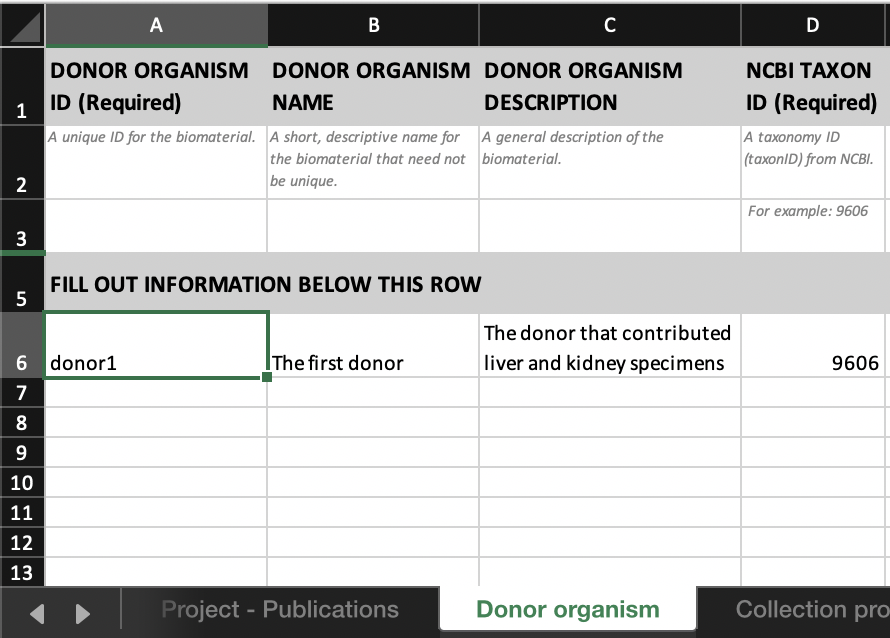 A B C D
1 DONOR ORGANISM ID (Required) DONOR ORGANISM NAME DONOR ORGANISM DESCRIPTION NCBI TAXON ID (Required)
2 A unique ID for the biomaterial. A short, descriptive name for the biomaterial that need not be unique. A general description of the biomaterial. A taxonomy ID (taxonID) from NCBI.
3 For example: 9606
5 FILL OUT INFORMATION BELOW THIS ROW
6 donor1 The first donor The donor that contributed liver and kidney specimens 9606
7
8
9
10
11
12
13
Project - Publications Donor organism Collection pro